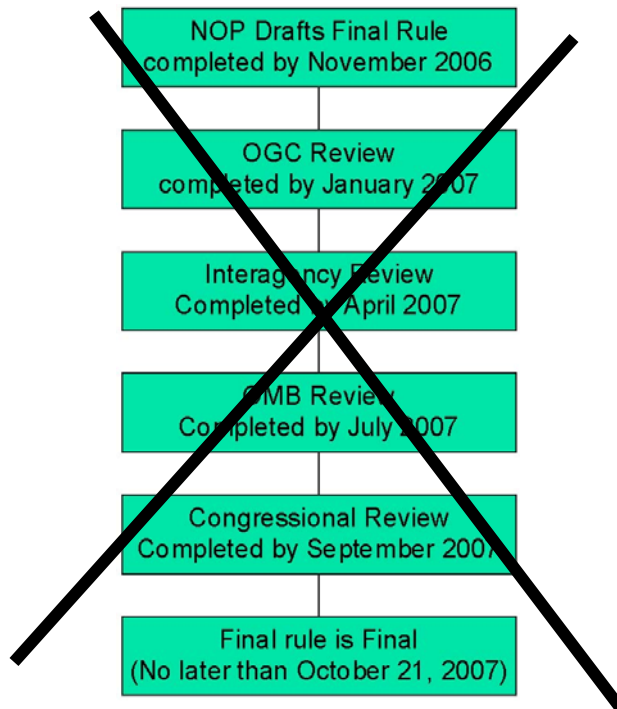 NOP Drafts Final Rule
completed by November 2006
OGC Review
completed by January 2007
Interagency Review
Completed by April 2007
OMB Review
Completed by July 2007
Congressional Review
Completed by September 2007
Final rule is Final
(No later than October 21, 2007)